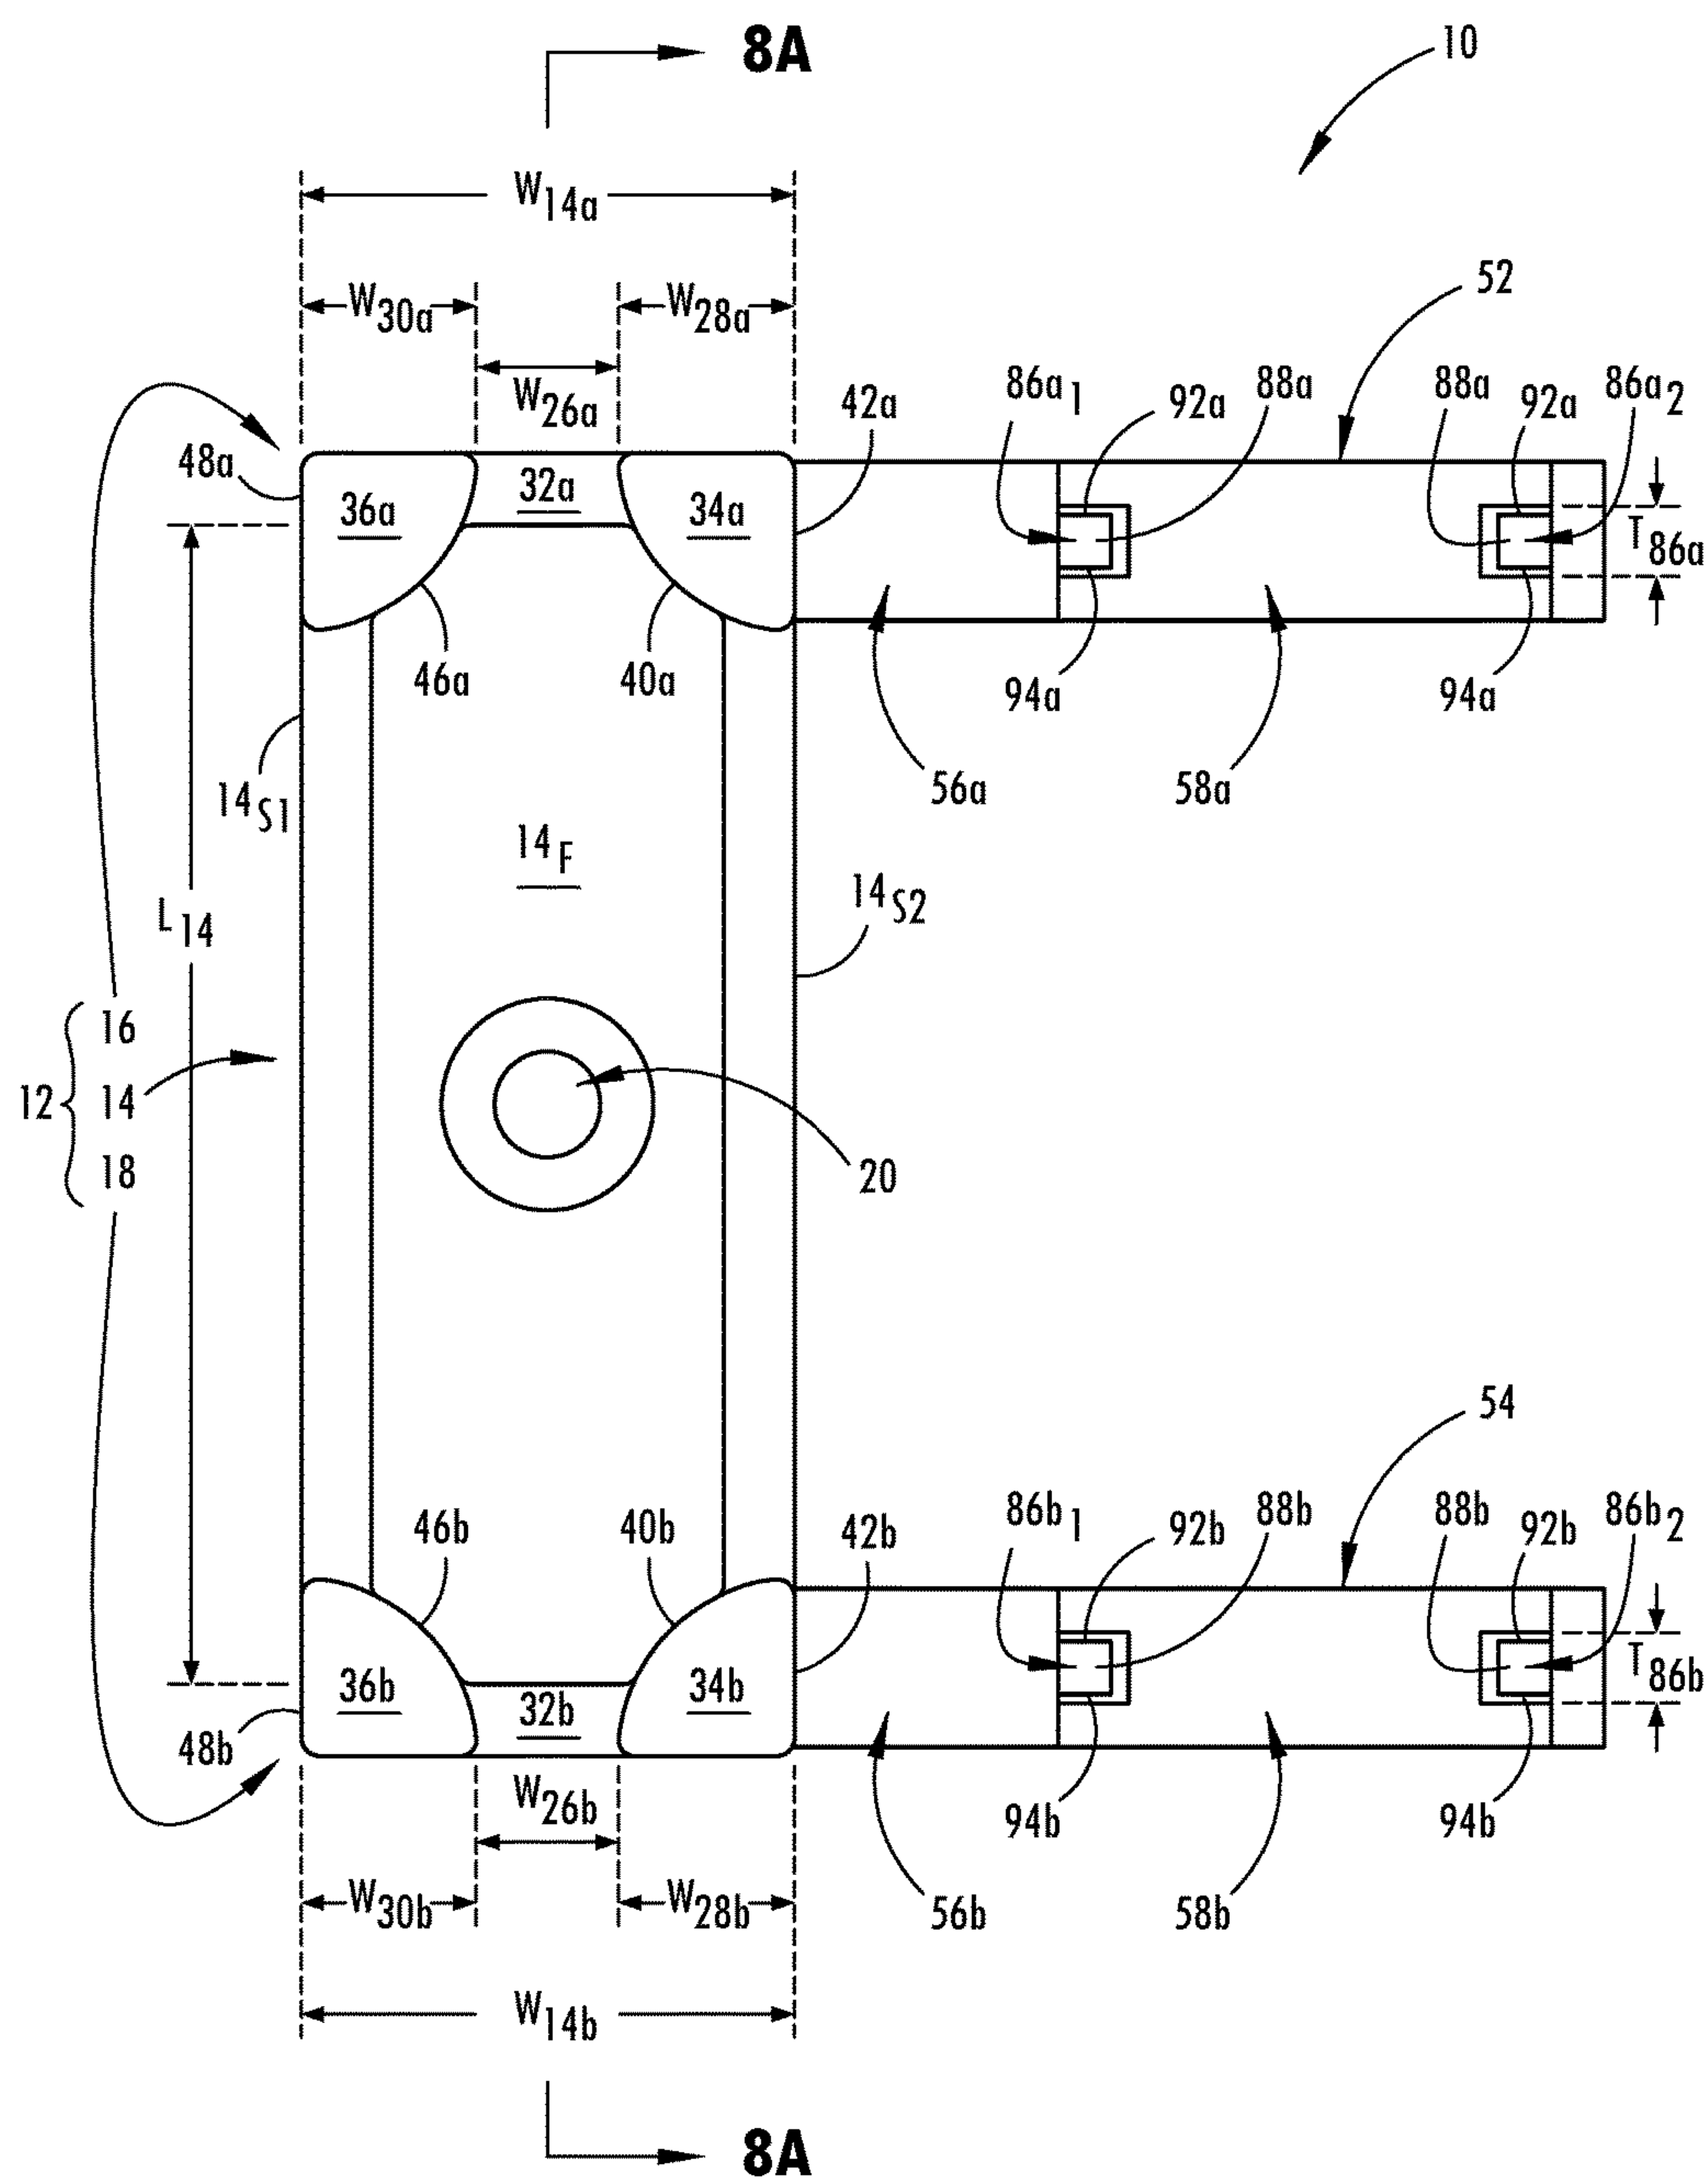 8A
10
W14a
52
W30a
W28a
W26a
42a
86a1
92a
88a
88a
92a
86a2
48a
36a
32a
34a
T86a
46a
40a
94a
94a
14S1
56a
58a
14F
14S2
L14
16
12
14
18
20
54
46b
40b
42b
86b1
92b
88b
88b
92b
86b2
36b
34b
T86b
32b
48b
W26b
94b
94b
W30b
W28b
56b
58b
W14b
8A